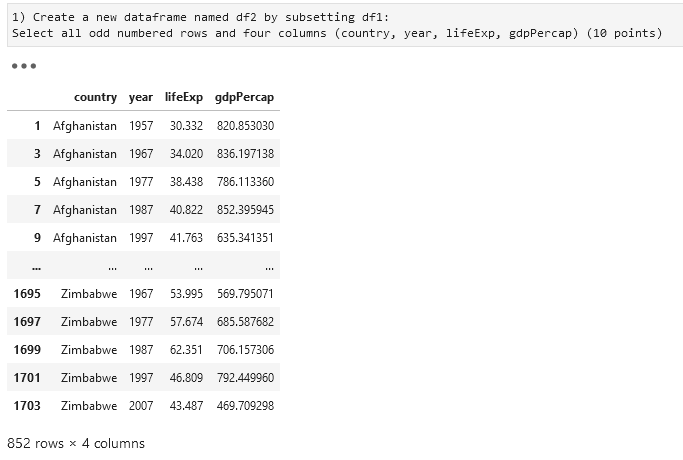 1) Create a new dataframe named df2 by subsetting df1:
Select all odd numbered rows and four columns (country, year, lifeExp, gdpPercap) (10 points)
country year lifeExp gdpPercap
1 Afghanistan 1957 30.332 820.853030
3 Afghanistan 1967 34.020 836.197138
5 Afghanistan 1977 38.438 786.113360
7 Afghanistan 1987 40.822 852.395945
9 Afghanistan 1997 41.763 635.341351
... ... ... ... ...
1695 Zimbabwe 1967 53.995 569.795071
1697 Zimbabwe 1977 57.674 685.587682
1699 Zimbabwe 1987 62.351 706.157306
1701 Zimbabwe 1997 46.809 792.449960
1703 Zimbabwe 2007 43.487 469.709298
852 rows × 4 columns